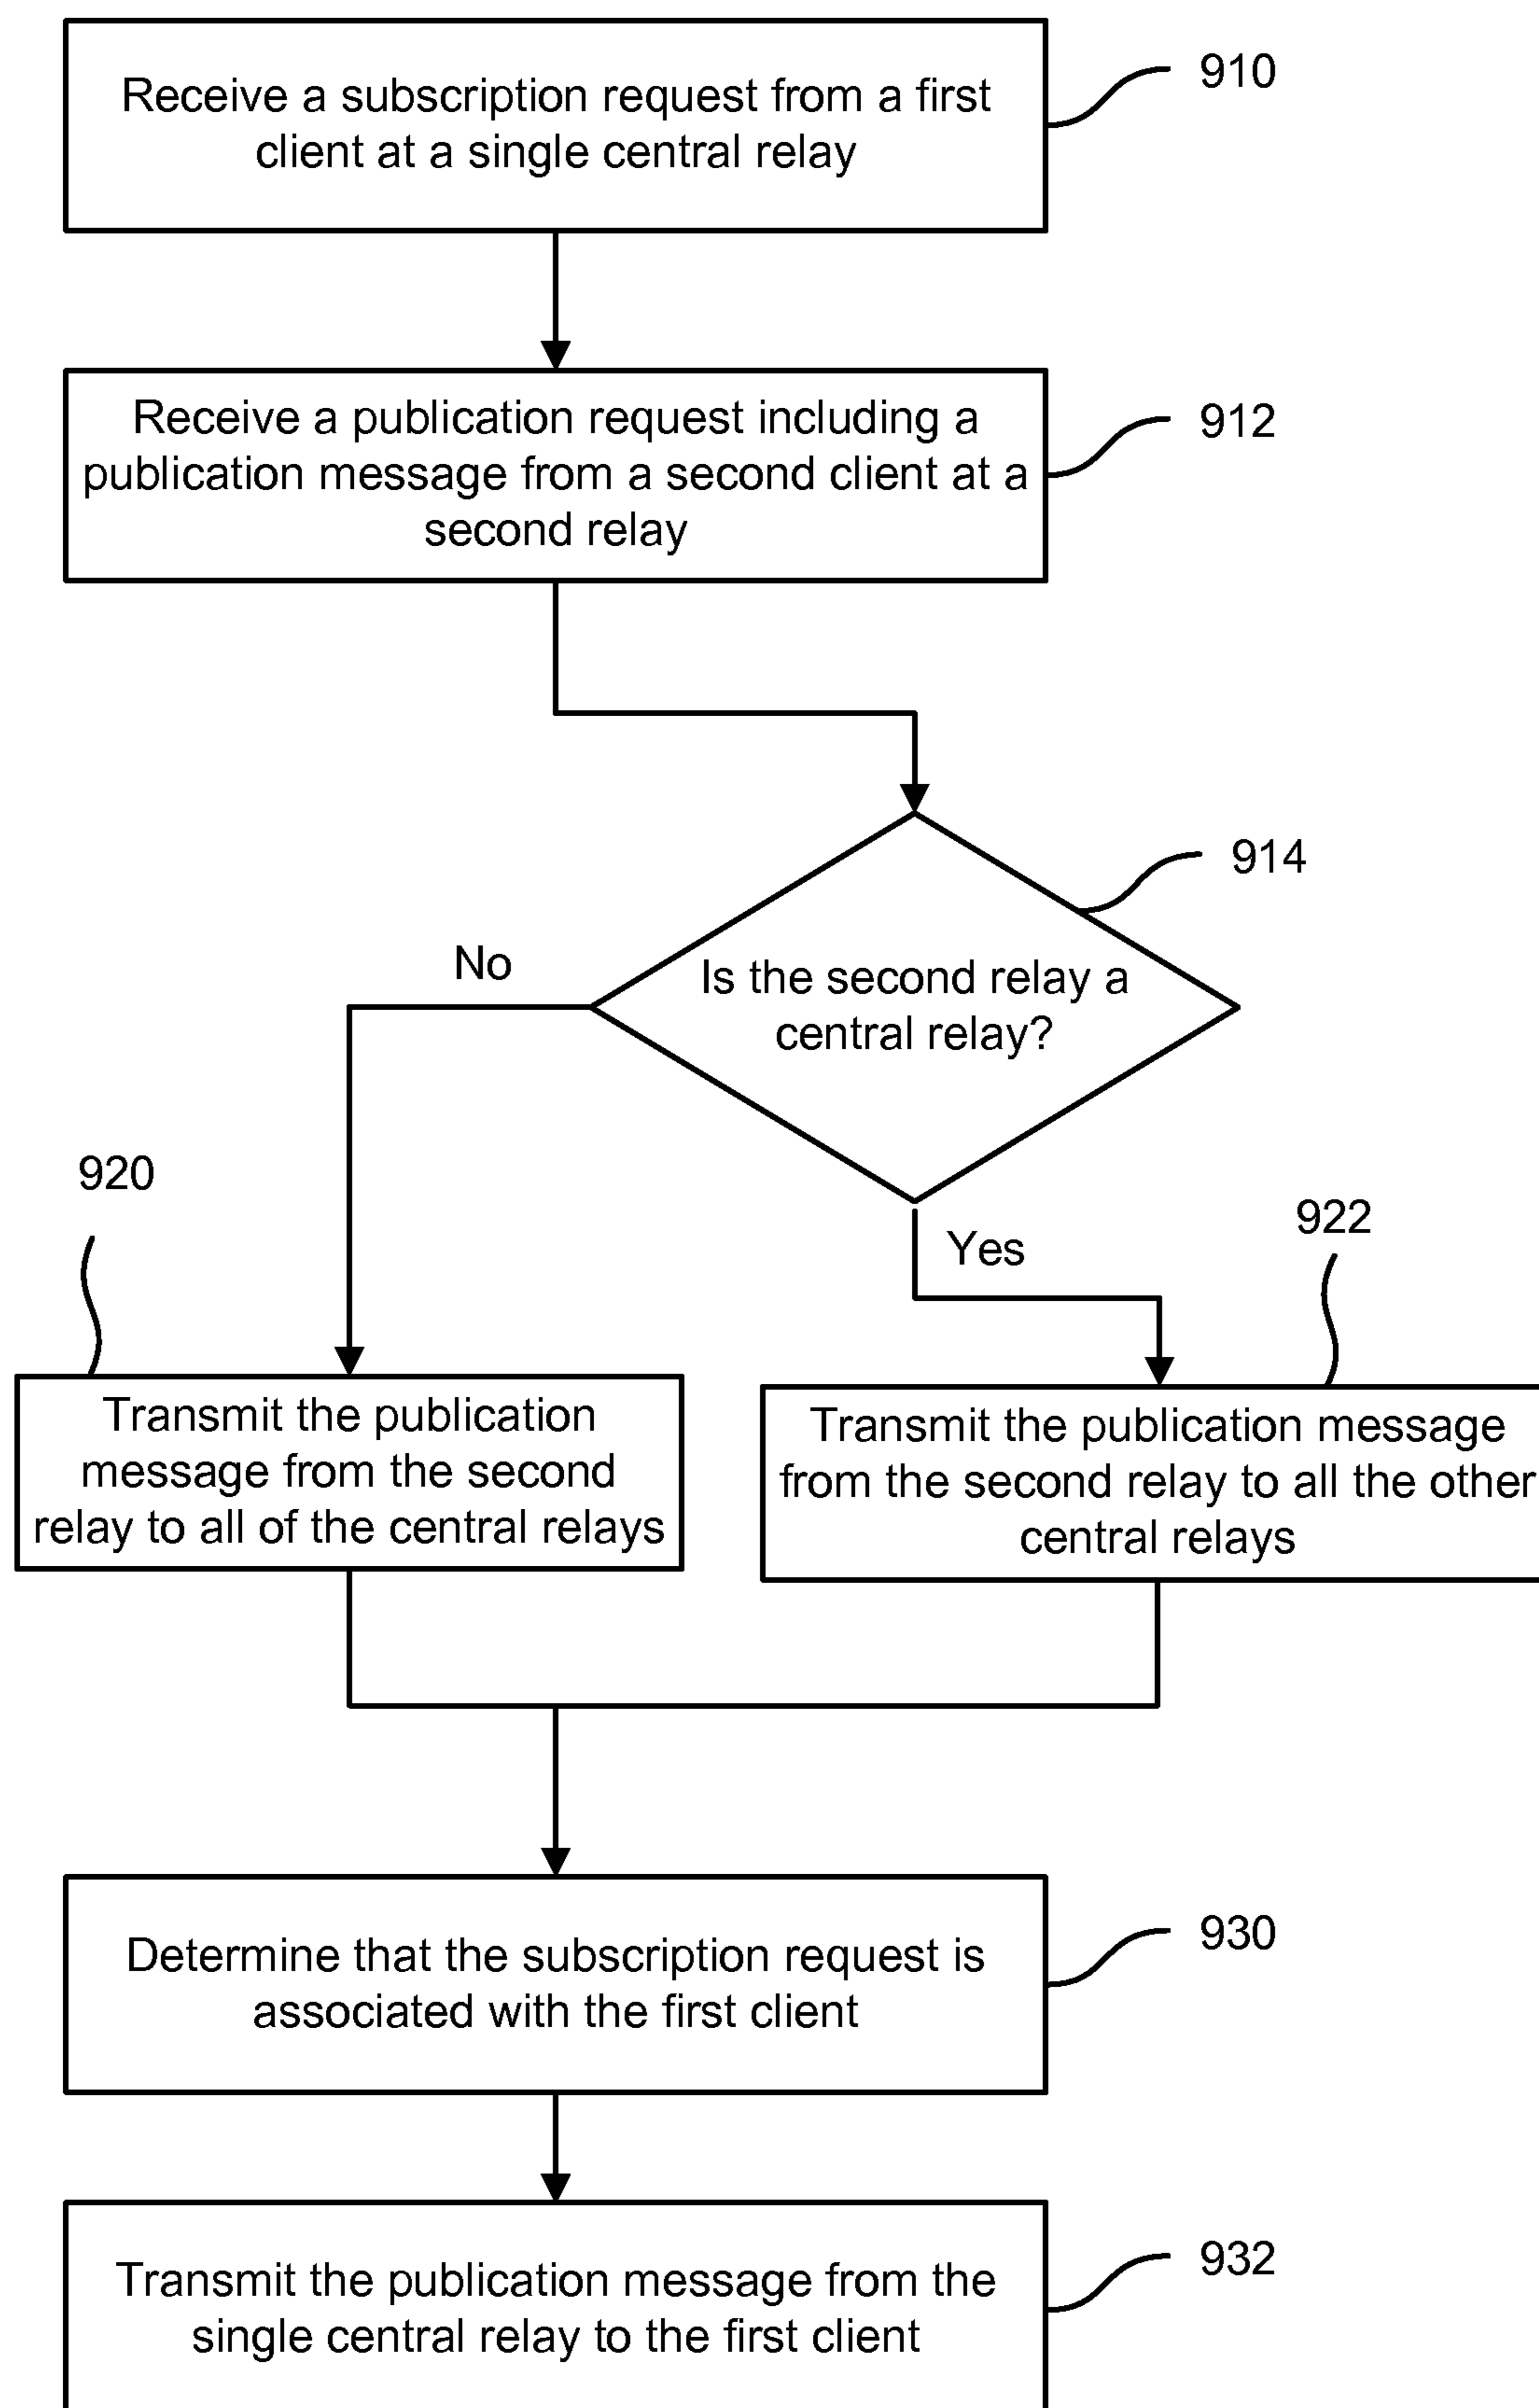 Receive a subscription request from a first
client at a single central relay
910
Receive a publication request including a
publication message from a second client at a
second relay
912
914
Is the second relay a
central relay?
No
Yes
920
Transmit the publication
message from the second
relay to all of the central relays
922
Transmit the publication message
from the second relay to all the other
central relays
Determine that the subscription request is
associated with the first client
930
Transmit the publication message from the
single central relay to the first client
932